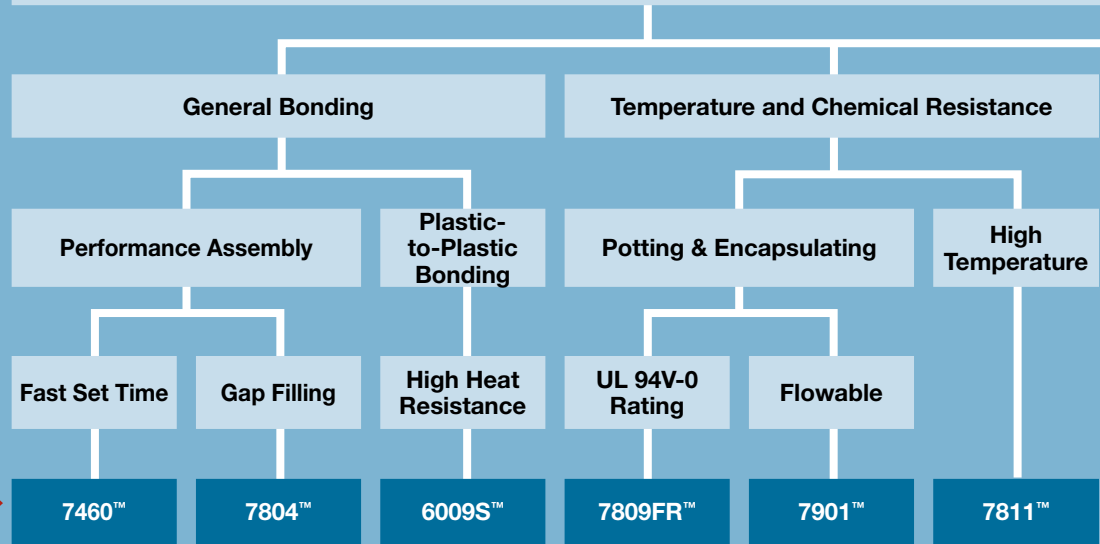 General Bonding
Temperature and Chemical Resistance
Performance Assembly
Plastic-
to-Plastic
Bonding
Potting & Encapsulating
High
Temperature
Fast Set Time
Gap Filling
High Heat
Resistance
UL 94V-0
Rating
Flowable
7460™
7804™
6009S™
7809FR™
7901™
7811™